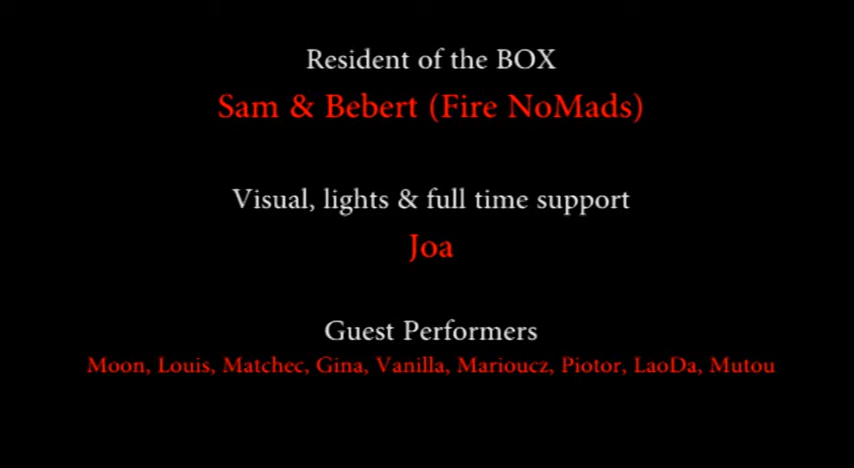 Resident of the BOX
Sam & Bebert (Fire NoMads)
Visual, lights & full time support
Joa
Guest Performers
Moon, Louis, Matchec, Gina, Vanilla, Marioucz, Piotor, LaoDa, Mutou